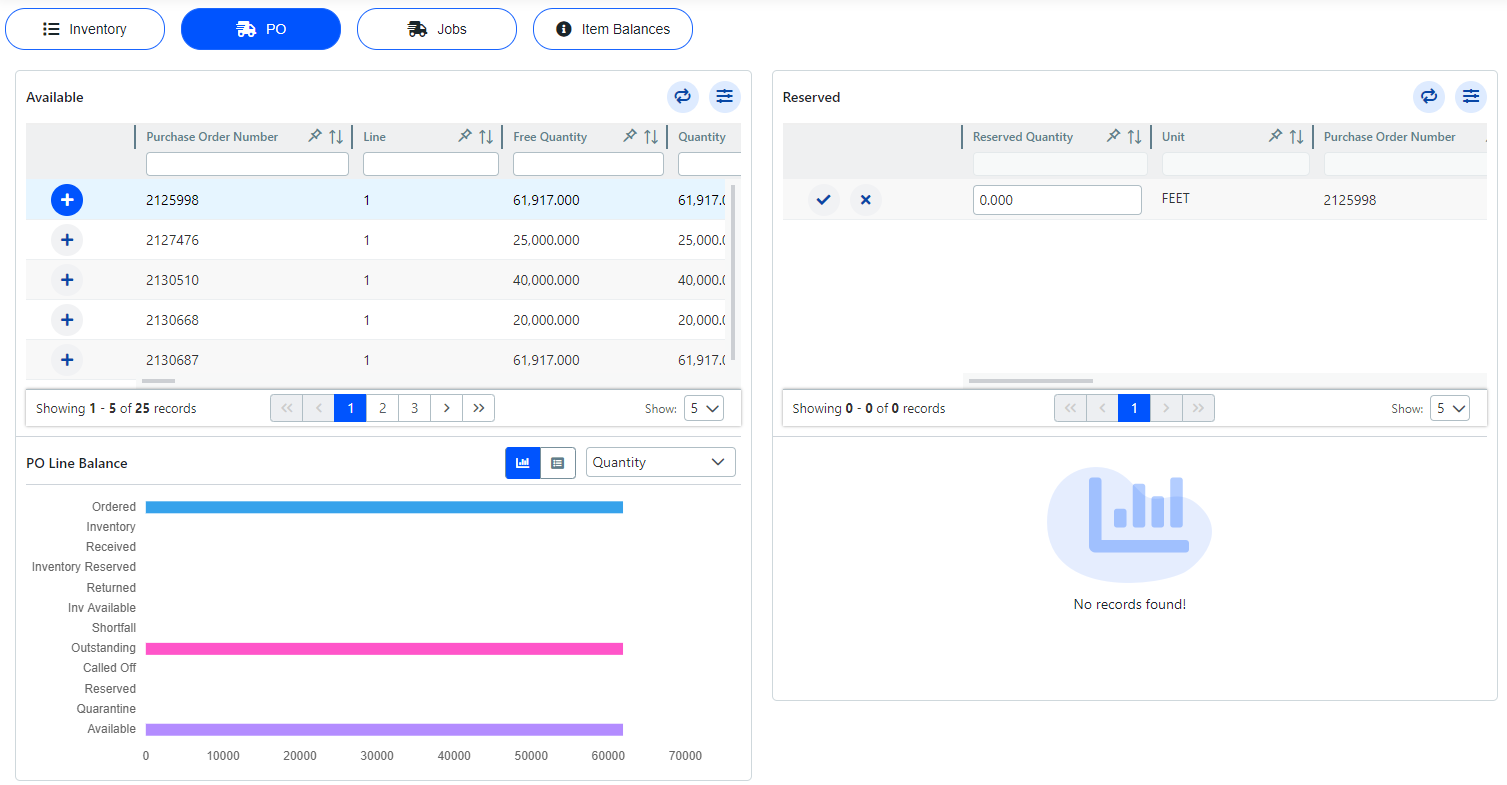 Inventory
PO
Jobs
Item Balances
Available
Purchase Order Number Line Free Quantity Quantity
2125998 1 61,917.000 61,917.0
2127476 1 25,000.000 25,000.0
2130510 1 40,000.000 40,000.0
2130668 1 20,000.000 20,000.0
2130687 1 61,917.000 61,917.0
Showing 1 - 5 of 25 records « ‹ 1 2 3 › » Show: 5
PO Line Balance Quantity
Ordered
Inventory
Received
Inventory Reserved
Returned
Inv Available
Shortfall
Outstanding
Called Off
Reserved
Quarantine
Available
0 10000 20000 30000 40000 50000 60000 70000
Reserved
Reserved Quantity Unit Purchase Order Number
0.000 FEET 2125998
Showing 0 - 0 of 0 records « ‹ 1 › » Show: 5
No records found!